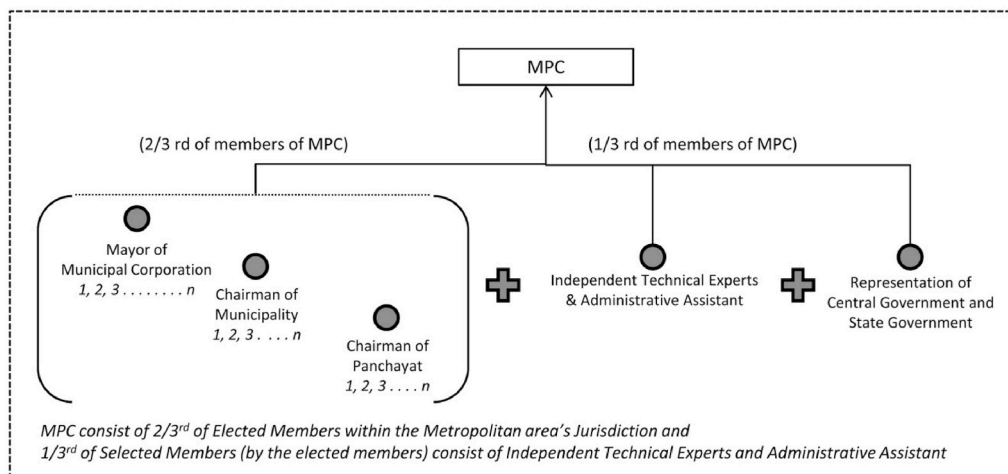 MPC
(2/3 rd of members of MPC)
(1/3 rd of members of MPC)
Mayor of
Municipal Corporation
1, 2, 3 . . . . . . . . n
Chairman of
Municipality
1, 2, 3 . . . . n
Chairman of
Panchayat
1, 2, 3 . . . . n
Independent Technical Experts
& Administrative Assistant
Representation of
Central Government and
State Government
MPC consist of 2/3rd of Elected Members within the Metropolitan area's Jurisdiction and
1/3rd of Selected Members (by the elected members) consist of Independent Technical Experts and Administrative Assistant